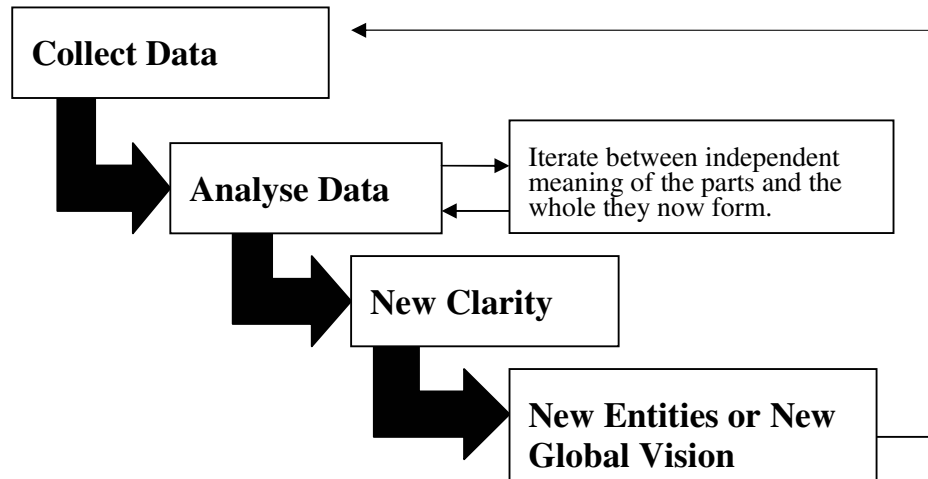 Collect Data
Analyse Data
Iterate between independent
meaning of the parts and the
whole they now form.
New Clarity
New Entities or New
Global Vision